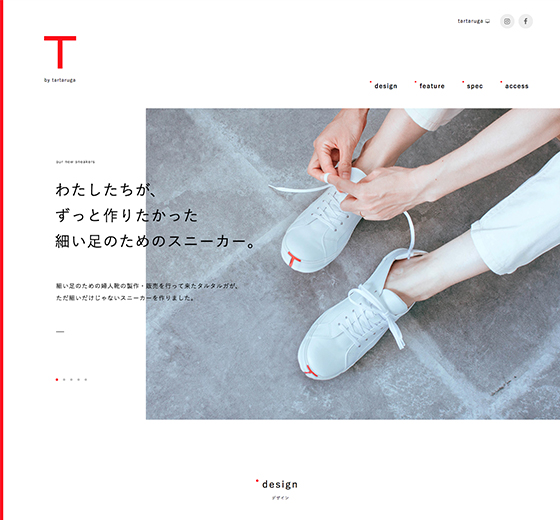 tartaruga
T
by tartaruga
design
feature
spec
access
our new sneakers
わたしたちが、
ずっと作りたかった
細い足のためのスニーカー。
細い足のための婦人靴の製作・販売を行って来たタルタルガが、
ただ細いだけじゃないスニーカーを作りました。
T
T
design
デザイン